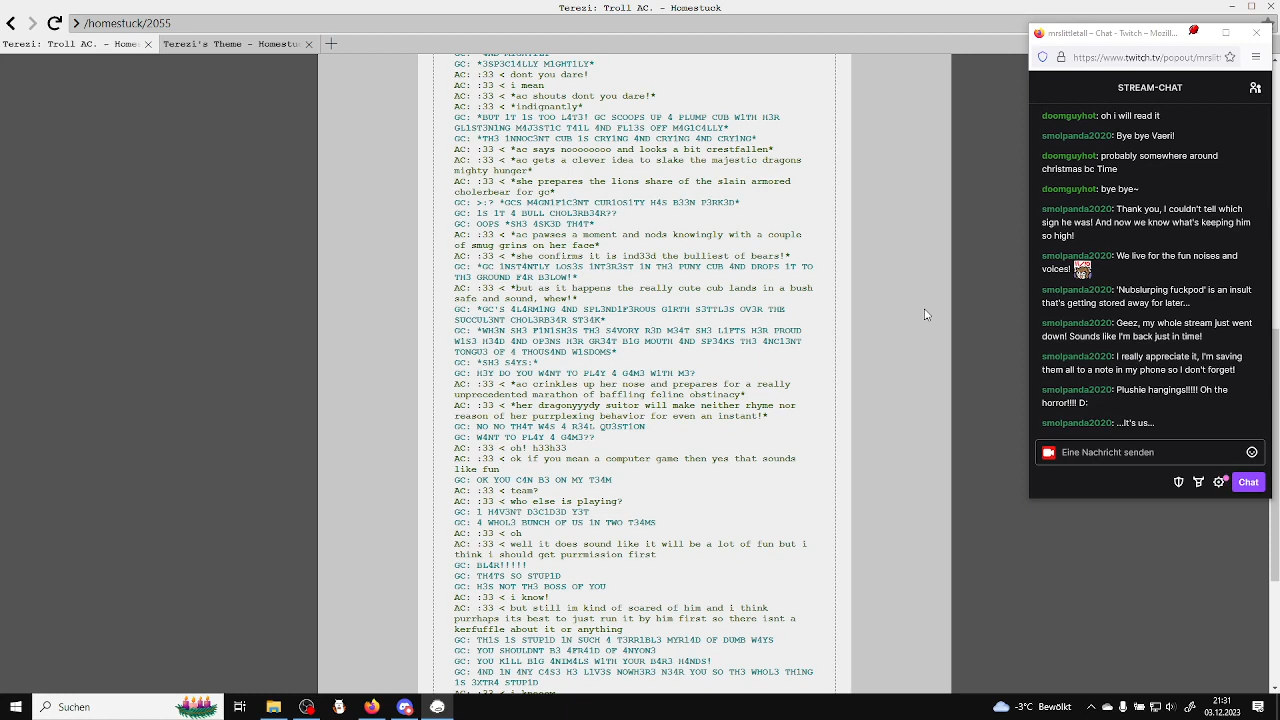 Terezi: Troll AC. - Homestuck
/homestuck/2055
Terezi: Troll AC. - Home:
Terezi's Theme - Homestu
GC: *3SP3C14LLY M1GHT1LY*
AC: :33 < dont you dare!
AC: :33 < i mean
AC: :33 < *ac shouts dont you dare!*
AC: :33 < *indignantly*
GC: *BUT 1T 1S TOO L4T3! GC SCOOPS UP 4 PLUMP CUB W1TH H3R
GL1ST3N1NG M4J3ST1C T41L 4ND FL13S OFF M4G1C4LLY*
GC: *TH3 1NNOC3NT CUB 1S CRY1NG 4ND CRY1NG 4ND CRY1NG*
AC: :33 < *ac says noooooooo and looks a bit crestfallen*
AC: :33 < *ac gets a clever idea to slake the majestic dragons
mighty hunger*
AC: :33 < *she prepares the lions share of the slain armored
cholerbear for gc*
GC: >:? *GCS M4GN1F1C3NT CUR1OS1TY H4S B33N P3RK3D*
GC: 1S 1T 4 BULL CHOL3RB34R??
GC: OOPS *SH3 4SK3D TH4T*
AC: :33 < *ac pawses a moment and nods knowingly with a couple
of smug grins on her face*
AC: :33 < *she confirms it is ind33d the bulliest of bears!*
GC: *GC 1NST4NTLY LOS3S 1NT3R3ST 1N TH3 PUNY CUB 4ND DROPS 1T TO
TH3 GROUND F4R B3LOW!*
AC: :33 < *but as it happens the really cute cub lands in a bush
safe and sound, whew!*
GC: *GC'S 4L4RM1NG 4ND SPL3ND1F3ROUS G1RTH S3TTL3S OV3R THE
SUCCUL3NT CHOL3RB34R ST34K*
GC: *WH3N SH3 F1N1SH3S TH3 S4VORY R3D M34T SH3 L1FTS H3R PROUD
W1S3 H34D 4ND OP3NS H3R GR34T B1G MOUTH 4ND SP34KS TH3 4NC13NT
TONGU3 OF 4 THOUS4ND W1SDOMS*
GC: *SH3 S4YS:*
GC: H3Y DO YOU W4NT TO PL4Y 4 G4M3 W1TH M3?
AC: :33 < *ac crinkles up her nose and prepares for a really
unprecedented marathon of baffling feline obstinacy*
AC: :33 < *her dragonyyydy suitor will make neither rhyme nor
reason of her purrplexing behavior for even an instant!*
GC: NO NO TH4T W4S 4 R34L QU3ST1ON
GC: W4NT TO PL4Y 4 G4M3??
AC: :33 < oh! h33h33
AC: :33 < ok if you mean a computer game then yes that sounds
like fun
GC: OK YOU C4N B3 ON MY T34M
AC: :33 < team?
AC: :33 < who else is playing?
GC: 1 H4V3NT D3C1D3D Y3T
GC: 4 WHOL3 BUNCH OF US 1N TWO T34MS
AC: :33 < oh
AC: :33 < well it does sound like it will be a lot of fun but i
think i should get purrmission first
GC: BL4R!!!!!
GC: TH4TS SO STUP1D
GC: H3S NOT TH3 BOSS OF YOU
AC: :33 < i know!
AC: :33 < but still im kind of scared of him and i think
purrhaps its best to just run it by him first so there isnt a
kerfuffle about it or anything
GC: TH1S 1S STUP1D 1N SUCH 4 T3RR1BL3 MYR14D OF DUMB W4YS
GC: YOU SHOULDNT B3 4FR41D OF 4NYON3
GC: YOU K1LL B1G 4N1M4LS W1TH YOUR B4R3 H4NDS!
GC: 4ND 1N 4NY C4S3 H3 L1V3S NOWH3R3 N34R YOU SO TH3 WHOL3 TH1NG
1S 3XTR4 STUP1D
AC: :33 < i knooow
mrslittletall – Chat - Twitch – Mozill...
https://www.twitch.tv/popout/mrslit
STREAM-CHAT
doomguyhot: oh i will read it
smolpanda2020: Bye bye Vaeri!
doomguyhot: probably somewhere around
christmas bc Time
doomguyhot: bye bye~
smolpanda2020: Thank you, I couldn't tell which
sign he was! And now we know what's keeping him
so high!
smolpanda2020: We live for the fun noises and
voices!
smolpanda2020: 'Nubslurping fuckpod' is an insult
that's getting stored away for later...
smolpanda2020: Geez, my whole stream just went
down! Sounds like I'm back just in time!
smolpanda2020: I really appreciate it, I'm saving
them all to a note in my phone so I don't forget!
smolpanda2020: Plushie hangings!!!!! Oh the
horror!!!! D:
smolpanda2020: ...It's us...
Eine Nachricht senden
Chat
Suchen
-3°C Bewölkt
21:31
03.12.2023